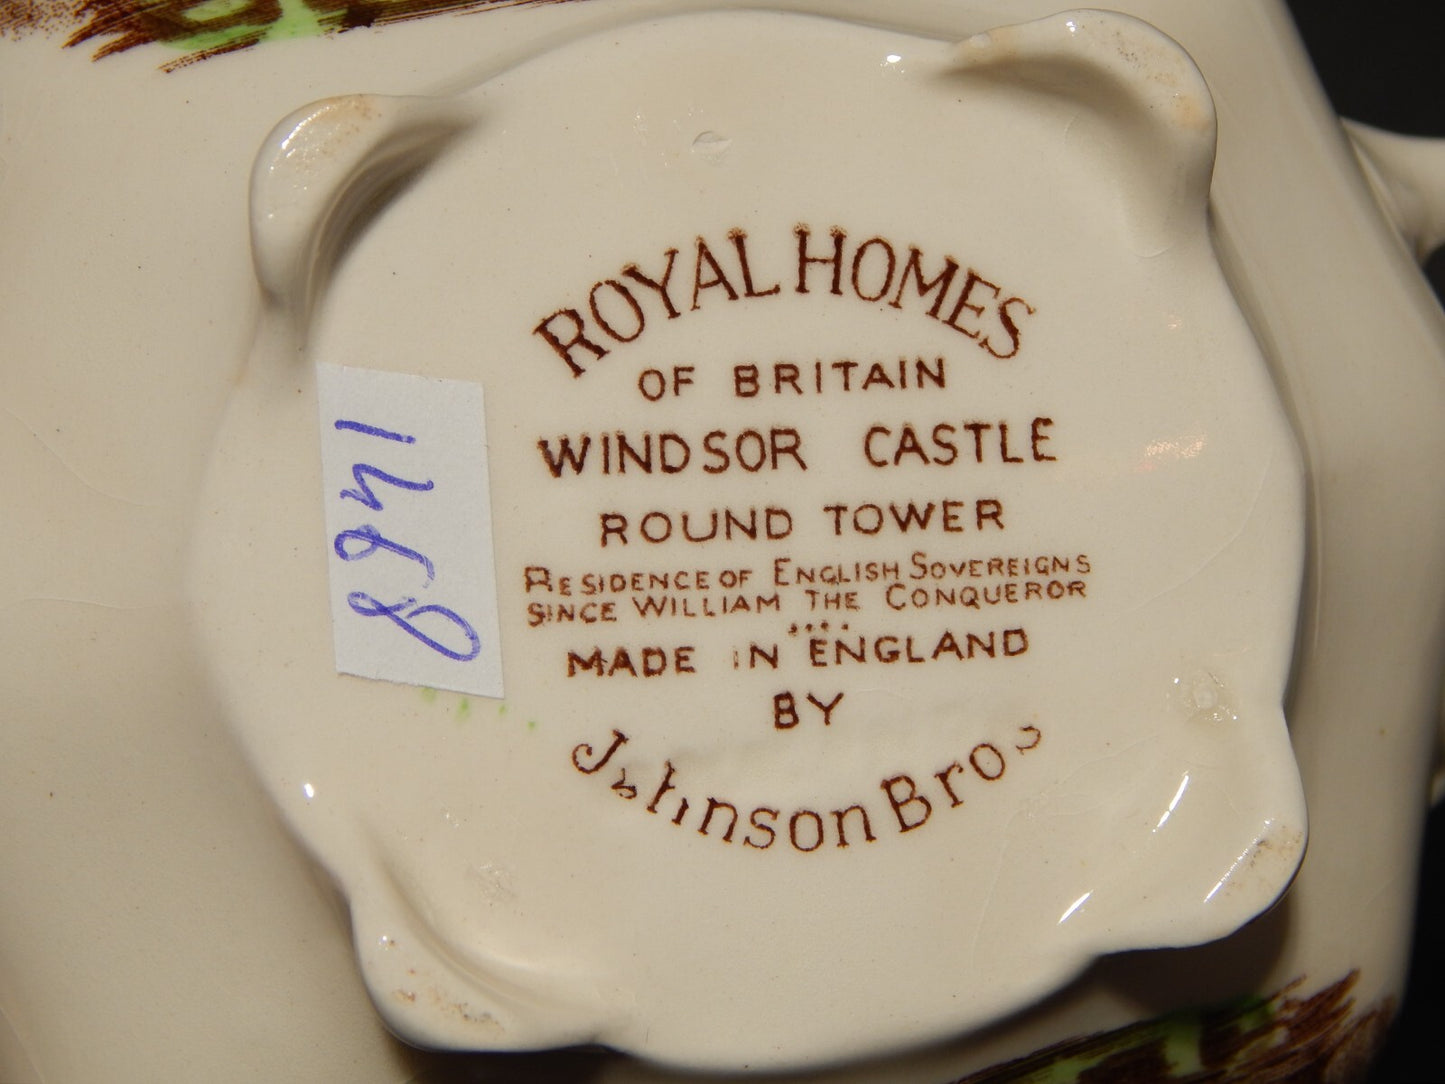 ROYAL HOMES
OF BRITAIN
WINDSOR CASTLE
ROUND TOWER
RESIDENCE OF ENGLISH SOVEREIGNS
SINCE WILLIAM THE CONQUEROR
....
MADE IN ENGLAND
BY
Johnson Bros